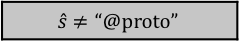 ŝ ≠ “@proto”